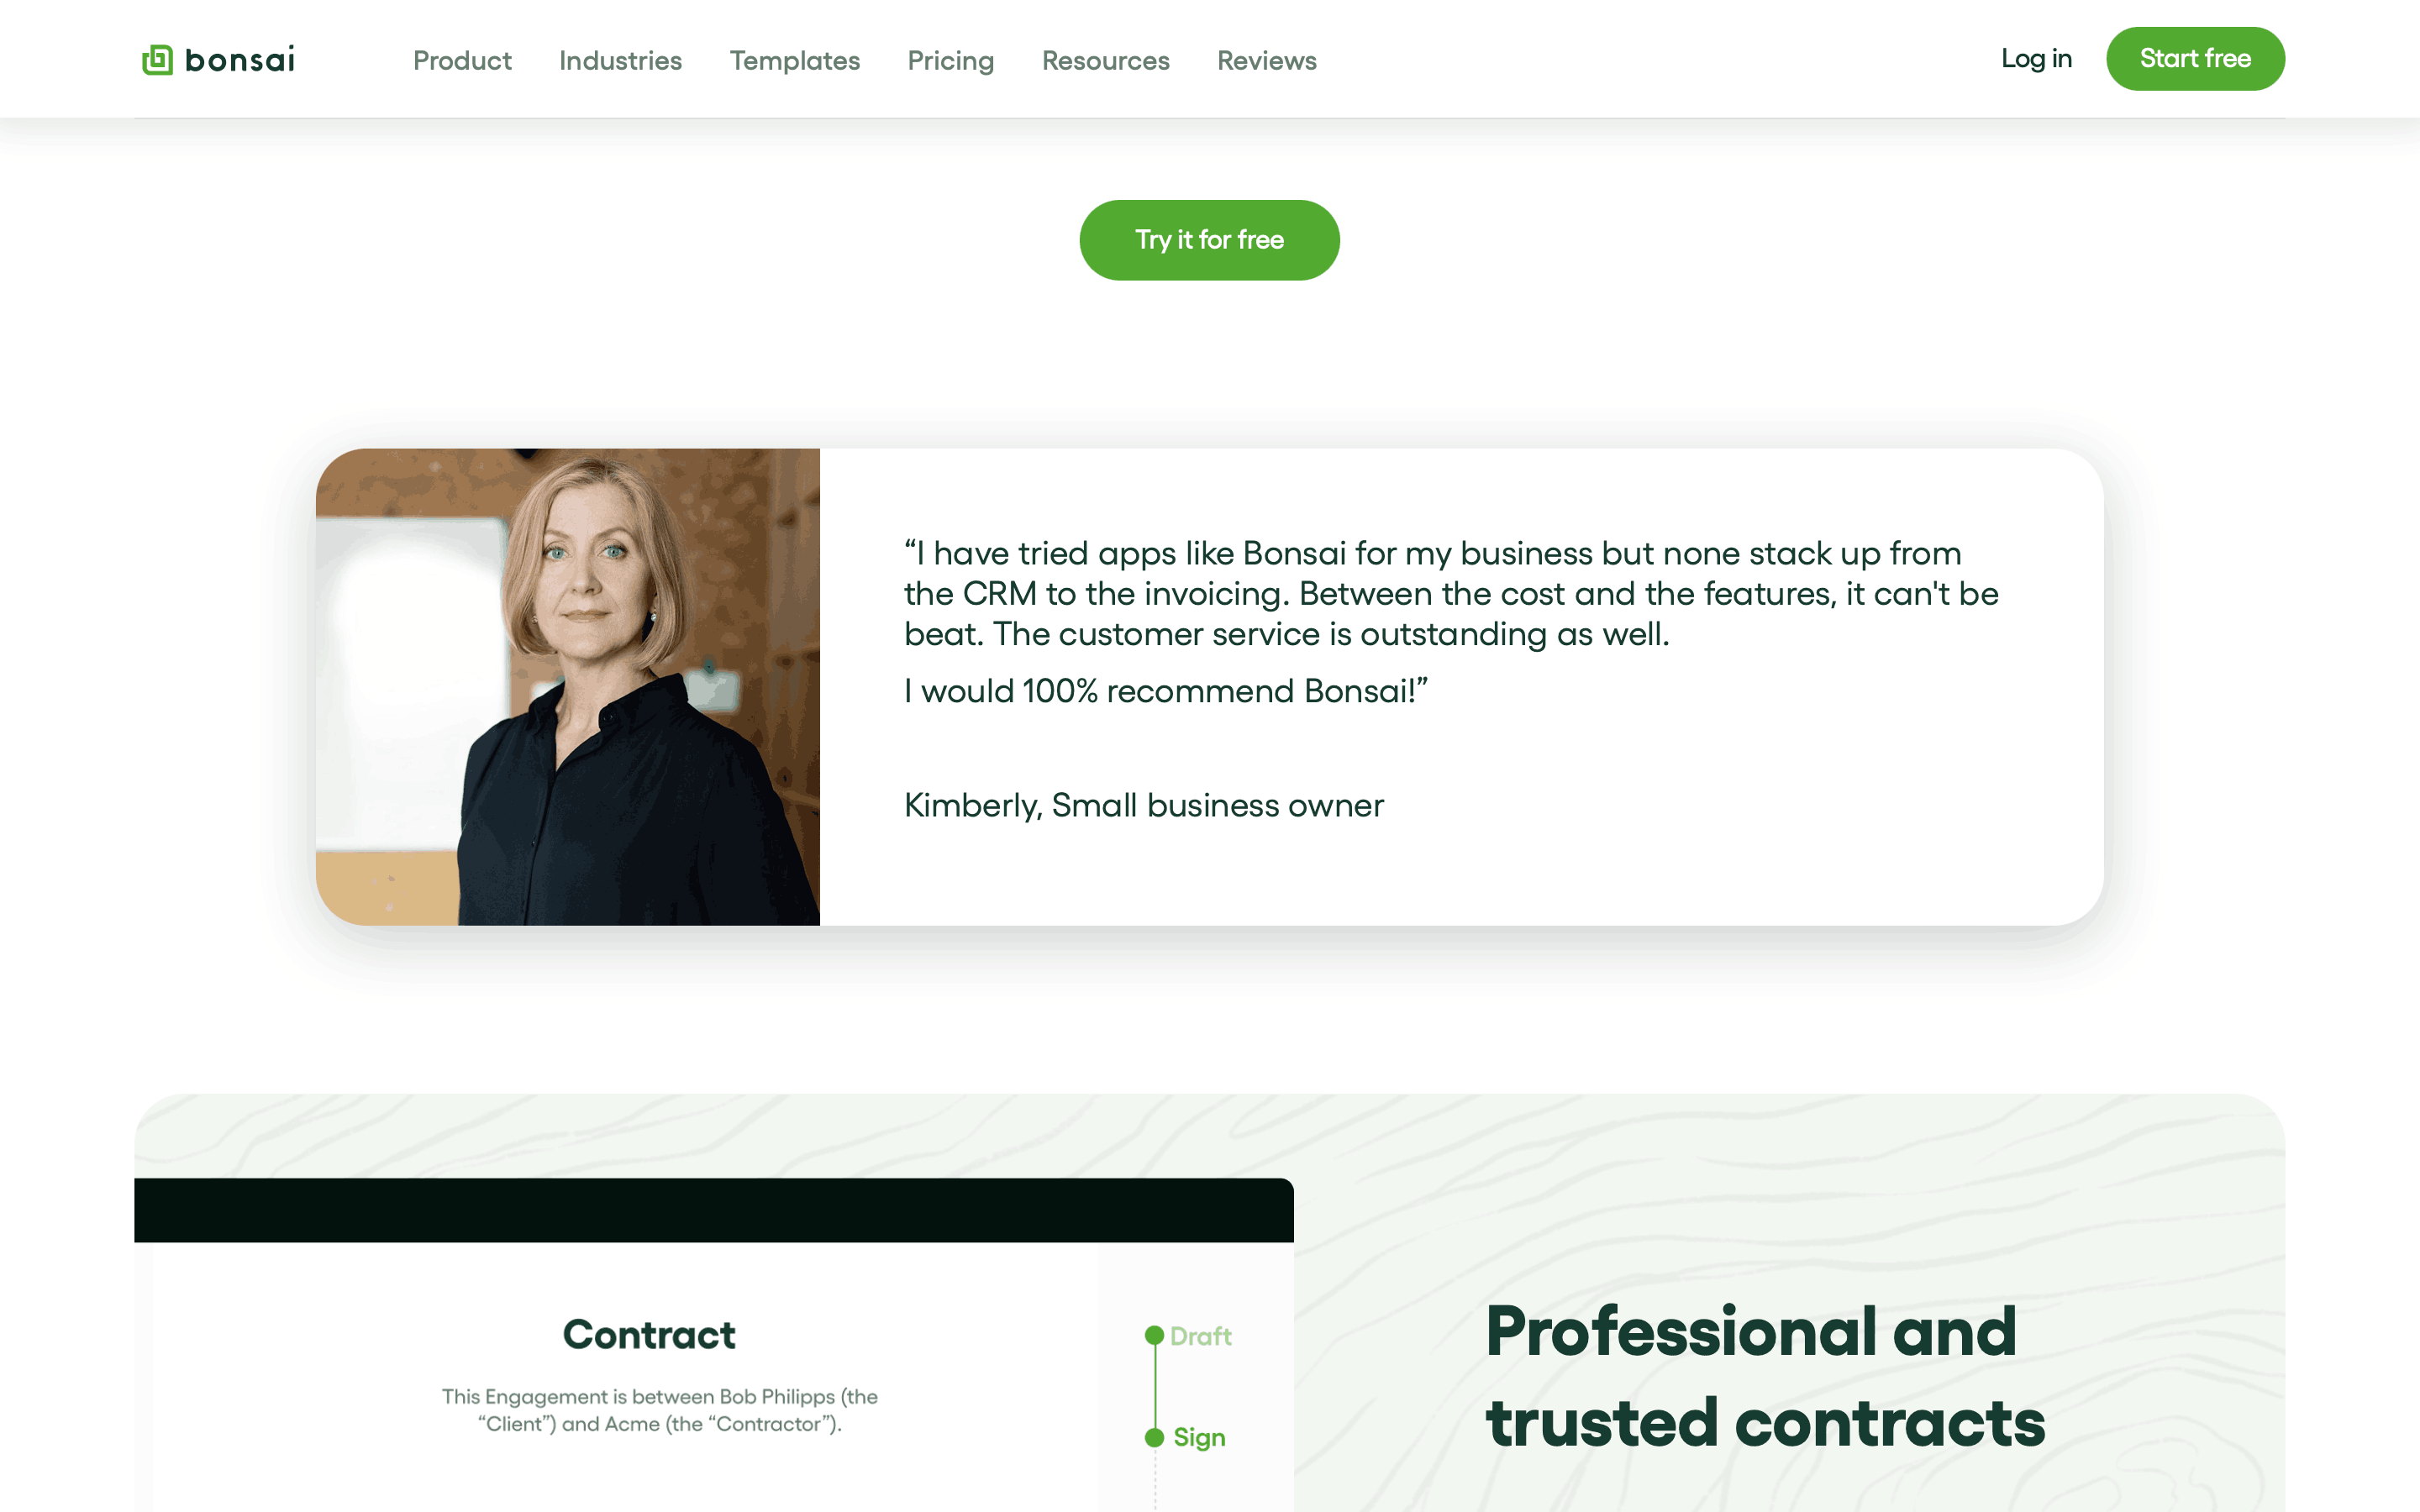 bonsai
Product
Industries
Templates
Pricing
Resources
Reviews
Log in
Start free
Try it for free
“I have tried apps like Bonsai for my business but none stack up from
the CRM to the invoicing. Between the cost and the features, it can't be
beat. The customer service is outstanding as well.
I would 100% recommend Bonsai!”
Kimberly, Small business owner
Contract
This Engagement is between Bob Philipps (the
“Client”) and Acme (the “Contractor”).
Draft
Sign
Professional and
trusted contracts